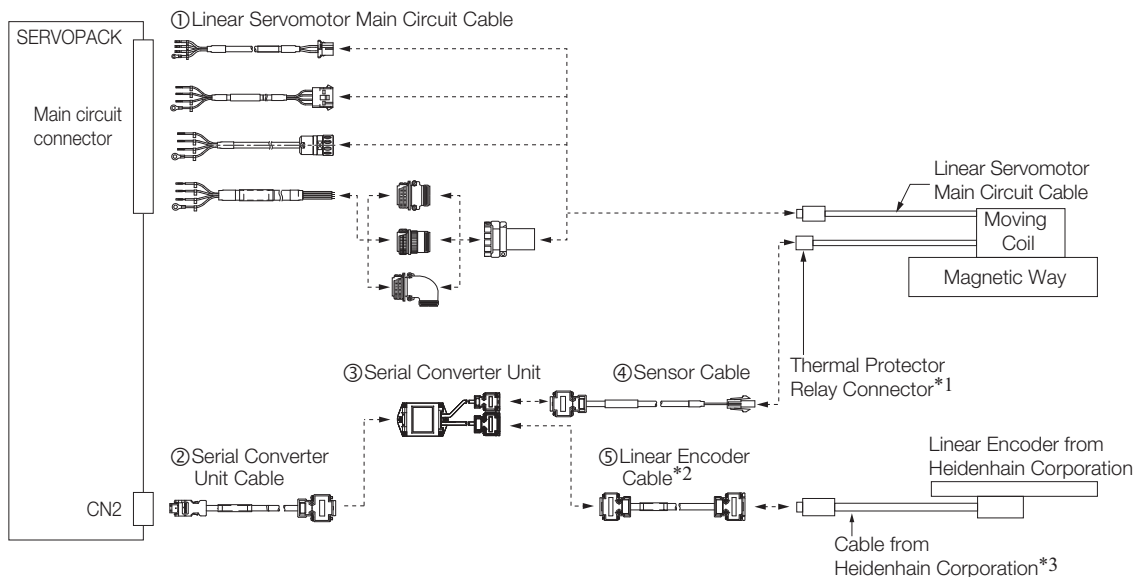 ①Linear Servomotor Main Circuit Cable
SERVOPACK
Main circuit
connector
Linear Servomotor
Main Circuit Cable
Moving
Coil
Magnetic Way
Thermal Protector
Relay Connector*1
③Serial Converter Unit
④Sensor Cable
②Serial Converter
Unit Cable
⑤Linear Encoder
Cable*2
Linear Encoder from
Heidenhain Corporation
CN2
Cable from
Heidenhain Corporation*3